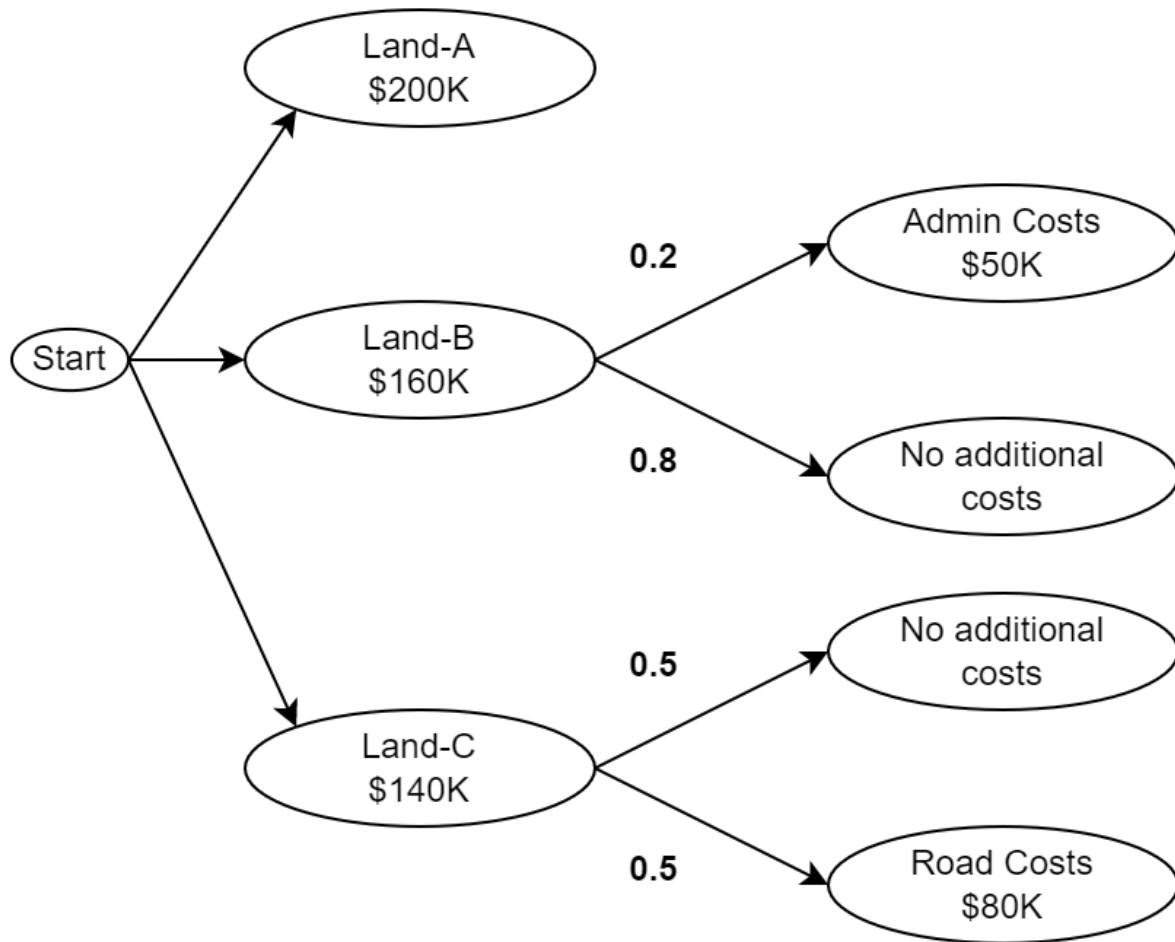 Land-A
$200K
Admin Costs
$50K
0.2
Start
Land-B
$160K
0.8
No additional
costs
No additional
costs
0.5
Land-C
$140K
0.5
Road Costs
$80K